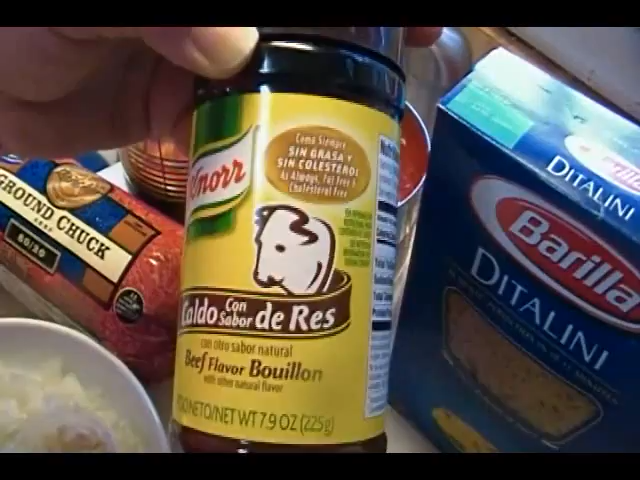 GROUND CHUCK
80/20
Knorr
Como Siempre
SIN GRASA Y
SIN COLESTEROL
As Always, Fat Free &
Cholesterol Free
Caldo Con Sabor de Res
con otro sabor natural
Beef Flavor Bouillon
with other natural flavor
NETO/NET WT 7.9 OZ (225g)
DITALINI
Barilla
DITALINI